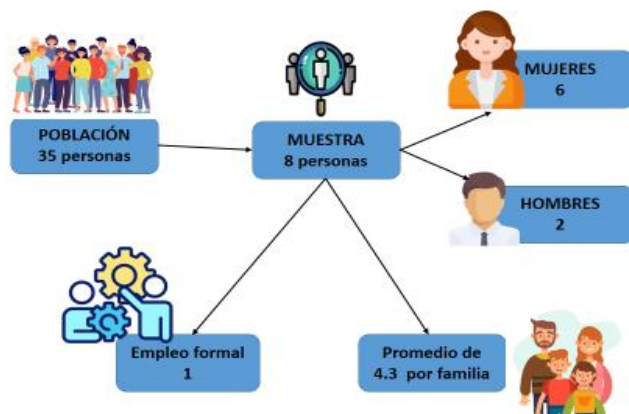 POBLACIÓN
35 personas
MUESTRA
8 personas
MUJERES
6
HOMBRES
2
Empleo formal
1
Promedio de
4.3 por familia